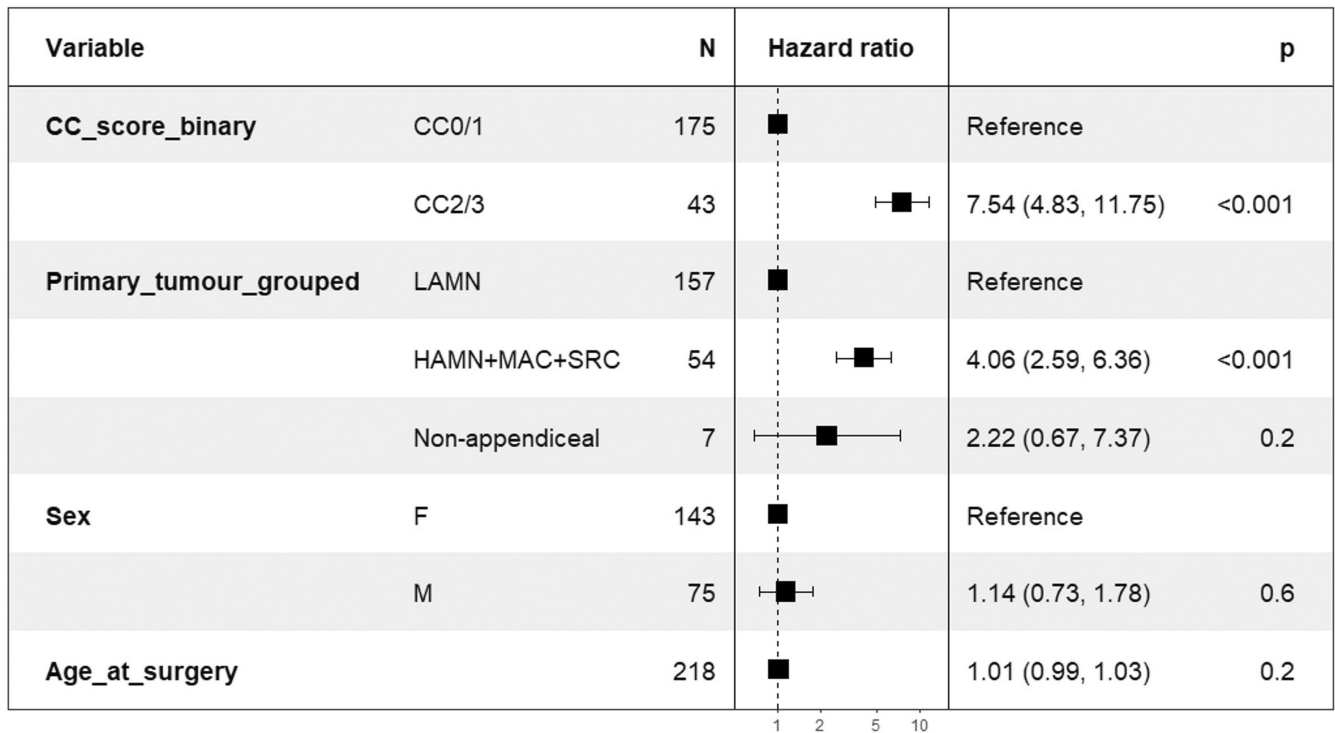 Variable N Hazard ratio p
CC_score_binary CC0/1 175 Reference
CC2/3 43 7.54 (4.83, 11.75) <0.001
Primary_tumour_grouped LAMN 157 Reference
HAMN+MAC+SRC 54 4.06 (2.59, 6.36) <0.001
Non-appendiceal 7 2.22 (0.67, 7.37) 0.2
Sex F 143 Reference
M 75 1.14 (0.73, 1.78) 0.6
Age_at_surgery 218 1.01 (0.99, 1.03) 0.2
1 2 5 10